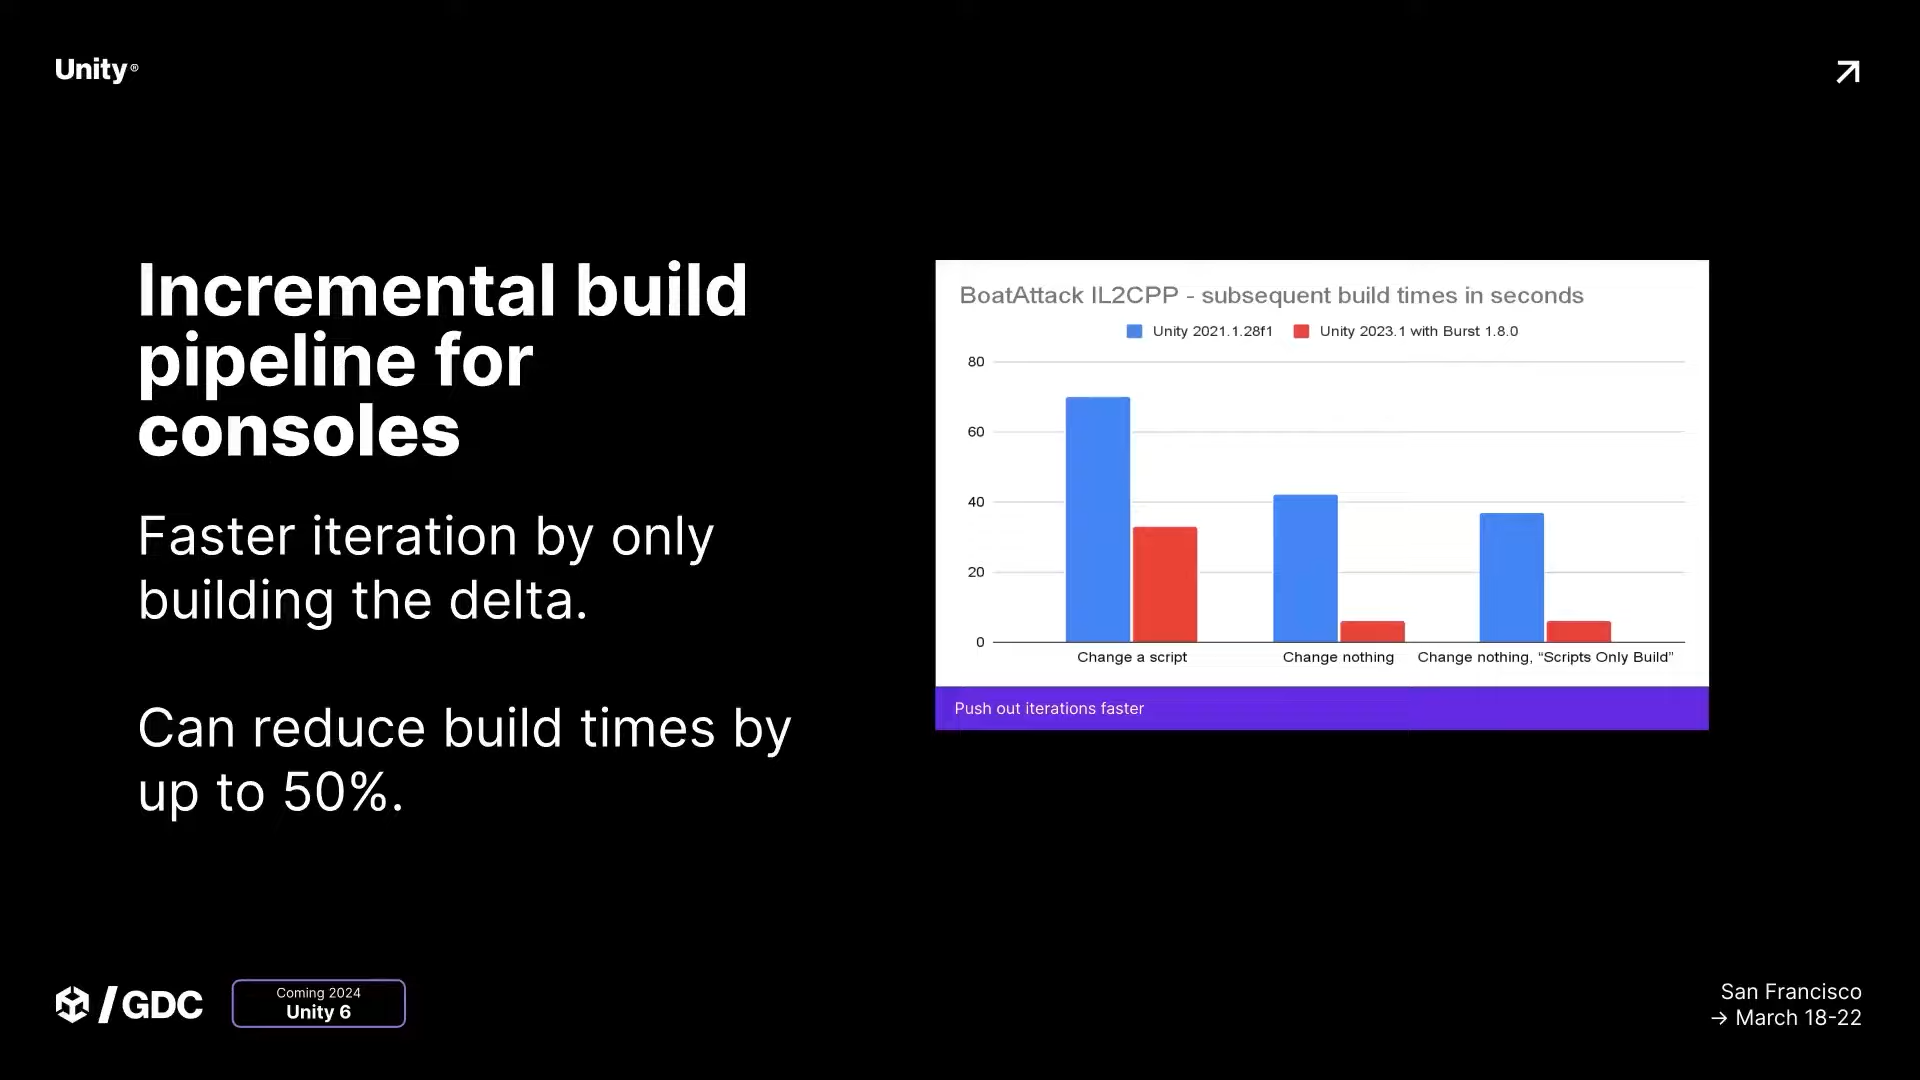 Unity®
Incremental build
pipeline for
consoles
Faster iteration by only
building the delta.
Can reduce build times by
up to 50%.
BoatAttack IL2CPP - subsequent build times in seconds
Unity 2021.1.28f1
Unity 2023.1 with Burst 1.8.0
80
60
40
20
0
Change a script
Change nothing
Change nothing, “Scripts Only Build”
Push out iterations faster
/GDC
Coming 2024
Unity 6
San Francisco
→ March 18-22